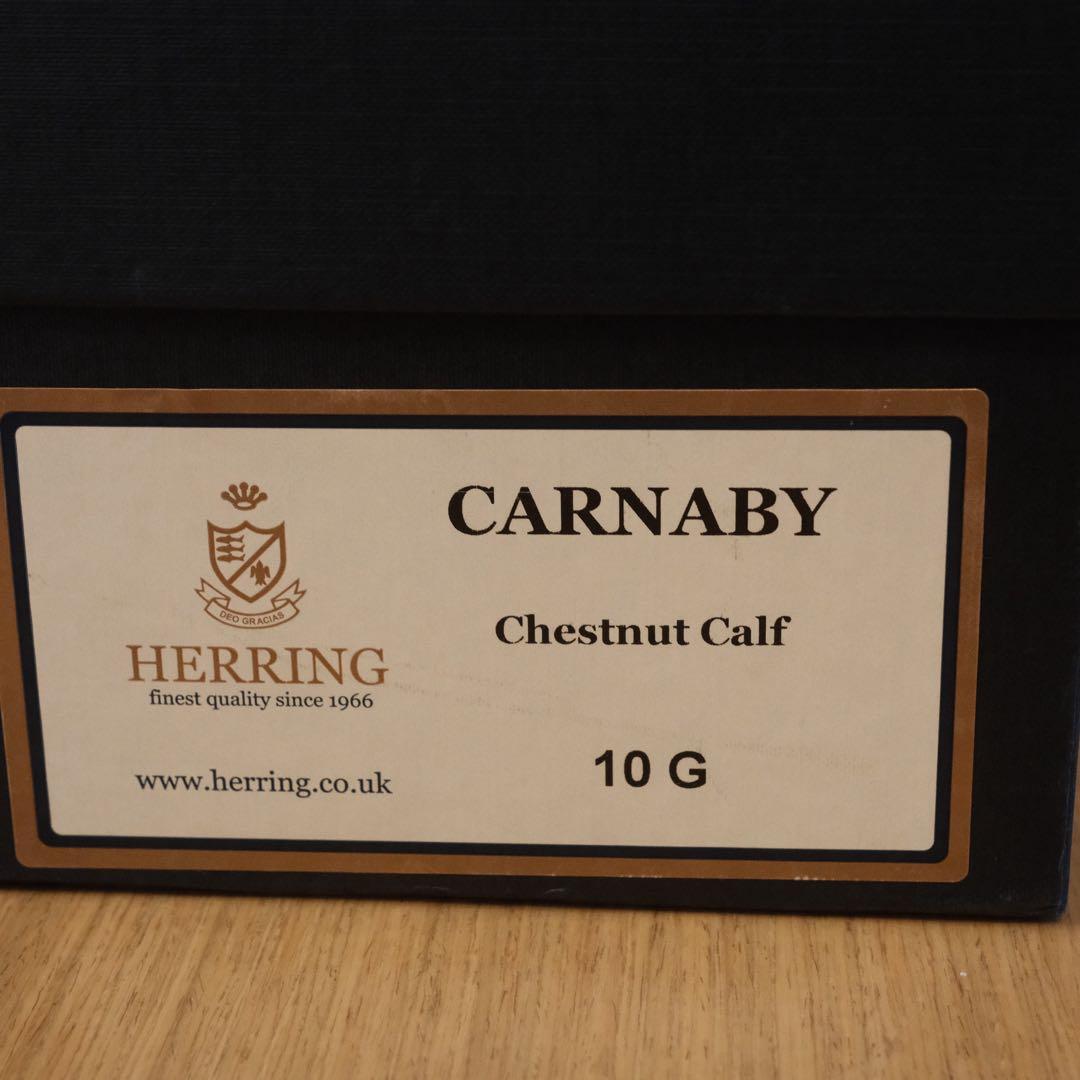 DEO GRACIAS
HERRING
finest quality since 1966
www.herring.co.uk
CARNABY
Chestnut Calf
10 G